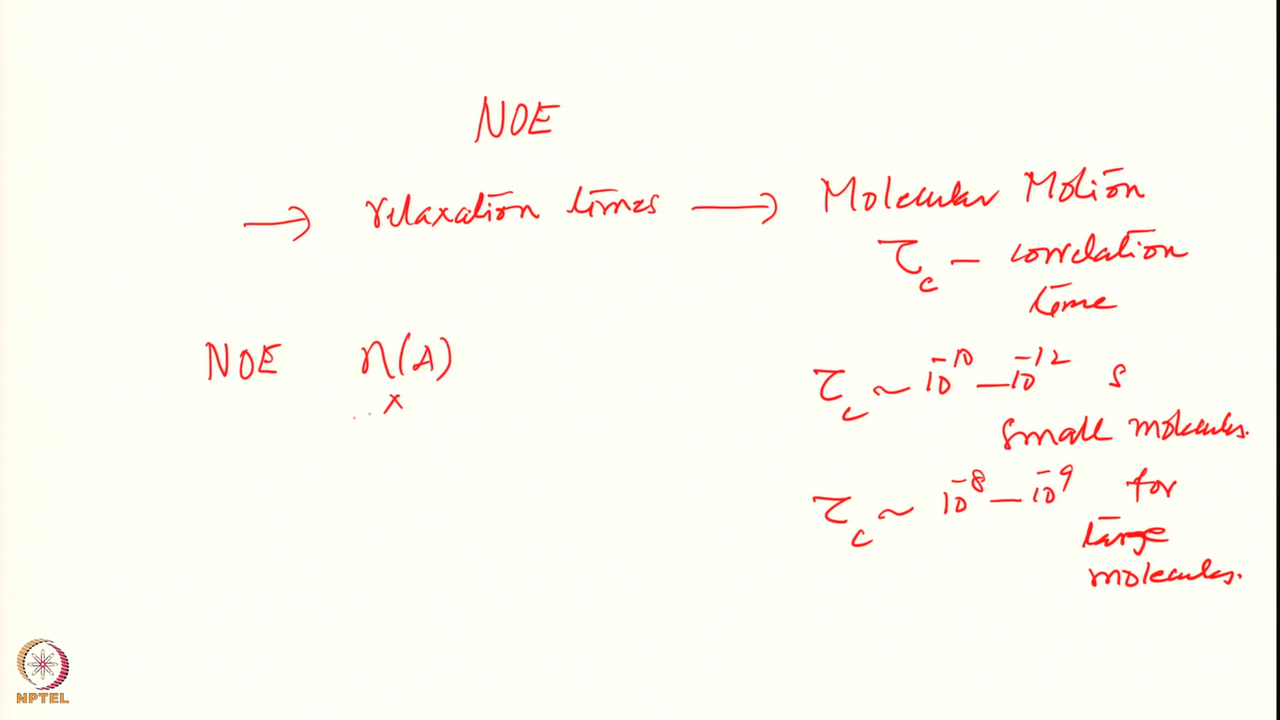 NOE
→ relaxation times → Molecular Motion
τc – correlation time
NOE η(A)
x
τc ~ 10⁻¹⁰ – 10⁻¹² s
small molecules.
τc ~ 10⁻⁸ – 10⁻⁹ for
large
molecules.
NPTEL